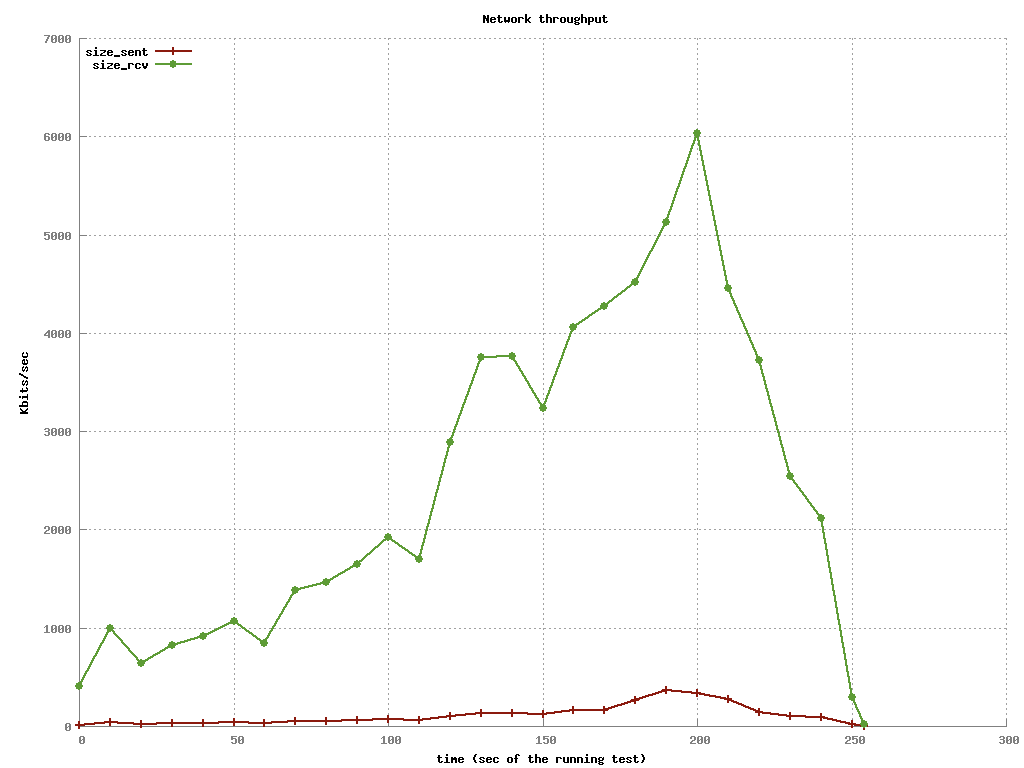 Network throughput
7000
size_sent
size_rcv
6000
5000
4000
Kbits/sec
3000
2000
1000
0
0 50 100 150 200 250 300
time (sec of the running test)